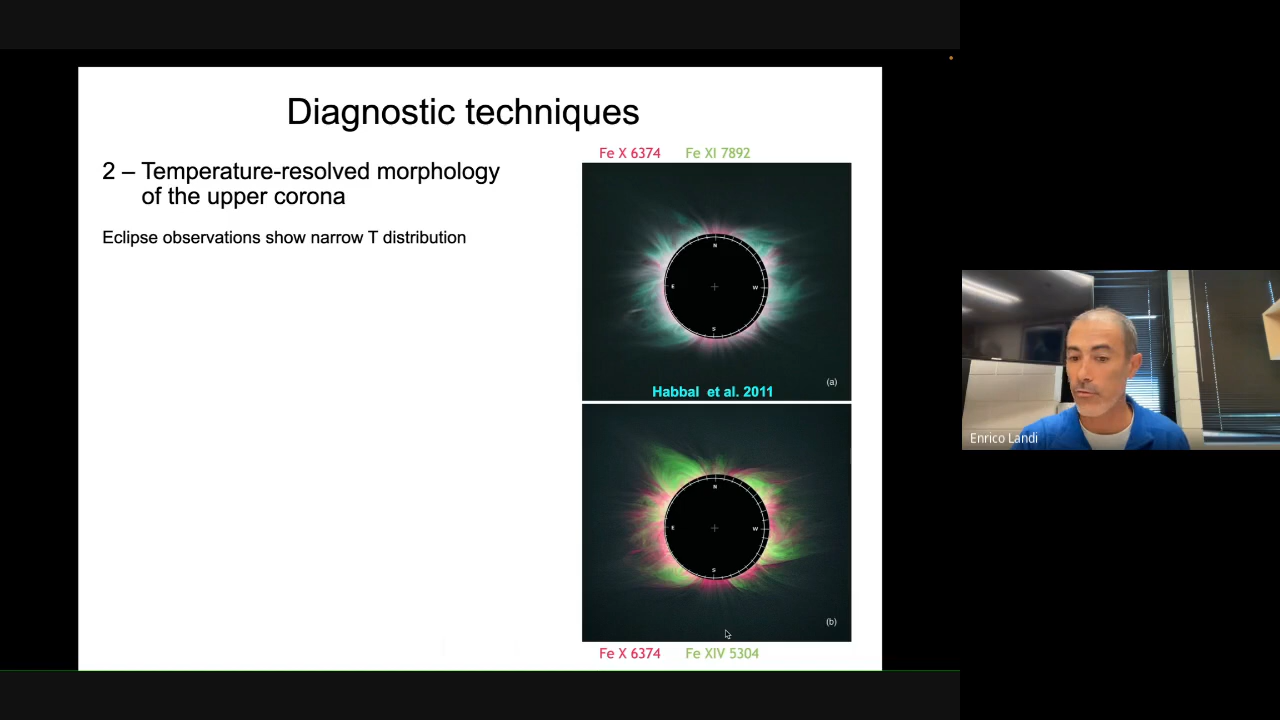 Diagnostic techniques
2 – Temperature-resolved morphology
of the upper corona
Eclipse observations show narrow T distribution
Fe X 6374 Fe XI 7892
N
E
W
S
(a)
Habbal et al. 2011
N
E
W
S
(b)
Fe X 6374 Fe XIV 5304
Enrico Landi